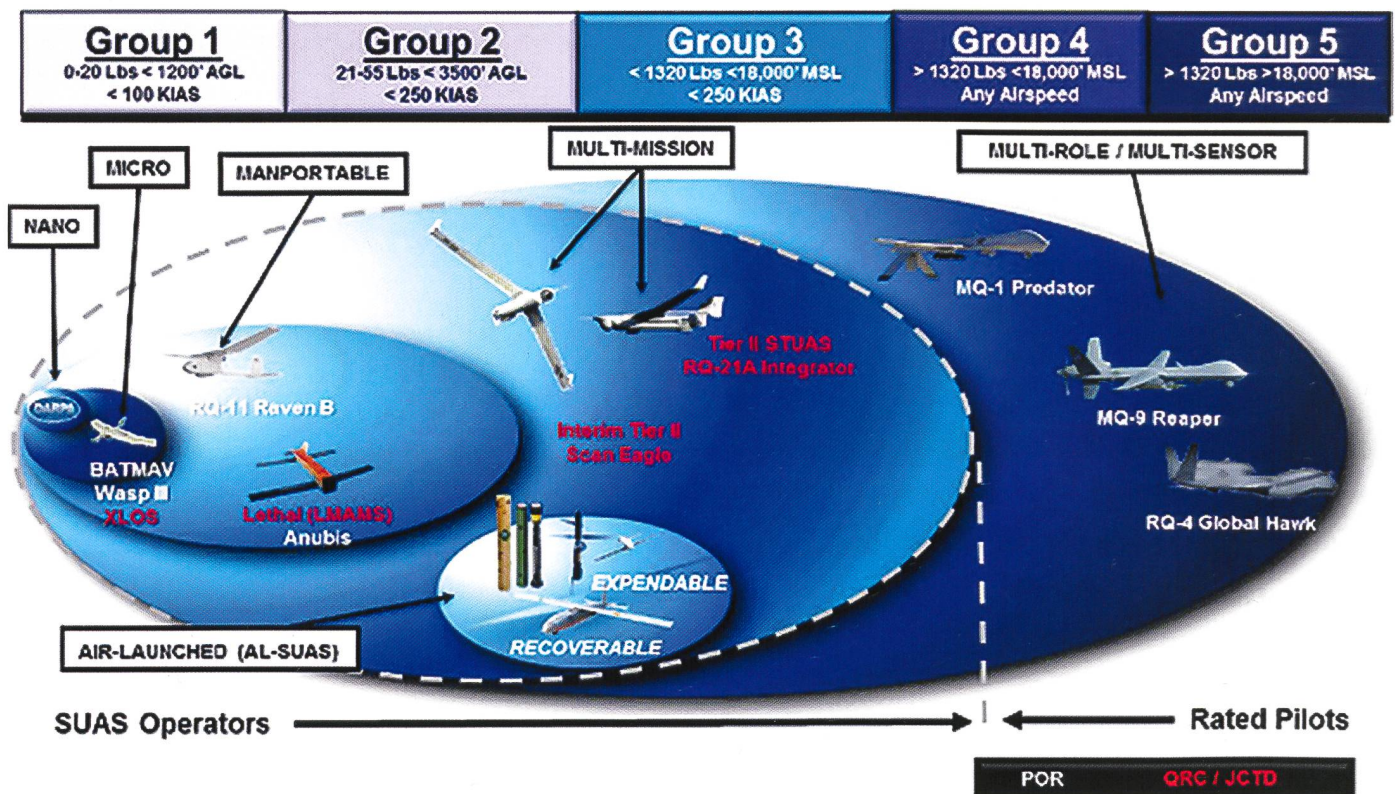 Group 1
0-20 Lbs < 1200' AGL
< 100 KIAS
Group 2
21-55 Lbs < 3500' AGL
< 250 KIAS
Group 3
< 1320 Lbs <18,000' MSL
< 250 KIAS
Group 4
> 1320 Lbs <18,000' MSL
Any Airspeed
Group 5
> 1320 Lbs >18,000' MSL
Any Airspeed
MICRO
MANPORTABLE
MULTI-MISSION
MULTI-ROLE / MULTI-SENSOR
NANO
MQ-1 Predator
Tier II STUAS
RQ-21A Integrator
DARPA
RQ-11 Raven B
MQ-9 Reaper
Interim Tier II
Scan Eagle
BATMAV
Wasp III
XLOS
Lethal (LMAMS)
Anubis
RQ-4 Global Hawk
EXPENDABLE
RECOVERABLE
AIR-LAUNCHED (AL-SUAS)
SUAS Operators
Rated Pilots
POR QRC / JCTD